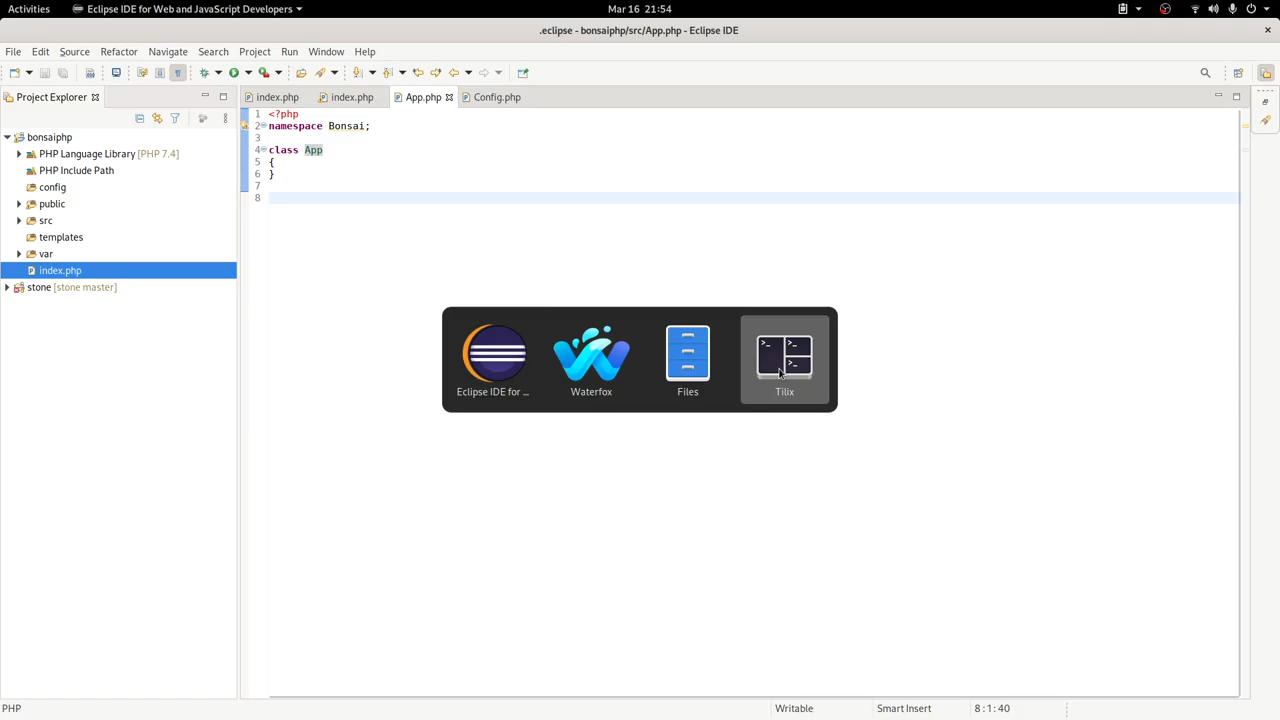 Activities
Eclipse IDE for Web and JavaScript Developers
Mar 16 21:54
.eclipse - bonsaiphp/src/App.php - Eclipse IDE
File Edit Source Refactor Navigate Search Project Run Window Help
Project Explorer
index.php
index.php
App.php
Config.php
bonsaiphp
PHP Language Library [PHP 7.4]
PHP Include Path
config
public
src
templates
var
index.php
stone [stone master]
1 <?php
2 namespace Bonsai;
3
4 class App
5 {
6 }
7
8
Eclipse IDE for ...
Waterfox
Files
Tilix
PHP
Writable
Smart Insert
8 : 1 : 40